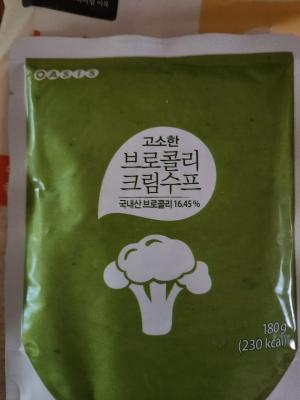 OASIS
고소한
브로콜리
크림수프
국내산 브로콜리 16.45 %
180g
(230 kcal)